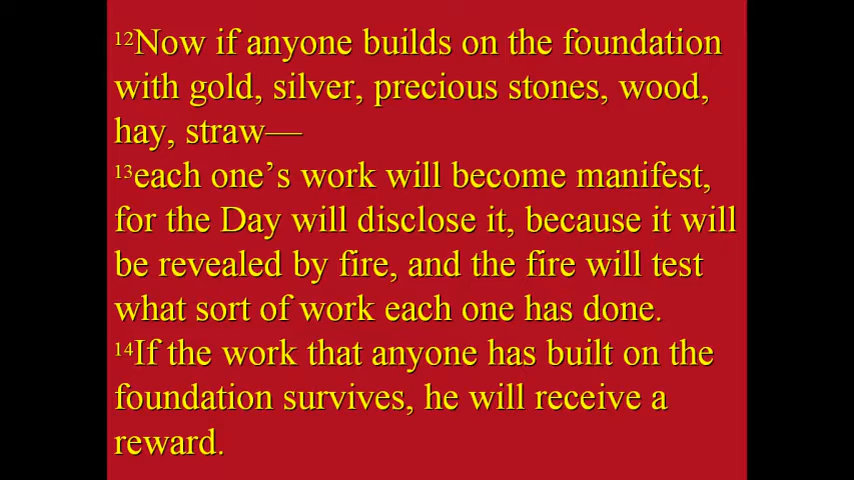 12Now if anyone builds on the foundation
with gold, silver, precious stones, wood,
hay, straw—
13each one’s work will become manifest,
for the Day will disclose it, because it will
be revealed by fire, and the fire will test
what sort of work each one has done.
14If the work that anyone has built on the
foundation survives, he will receive a
reward.